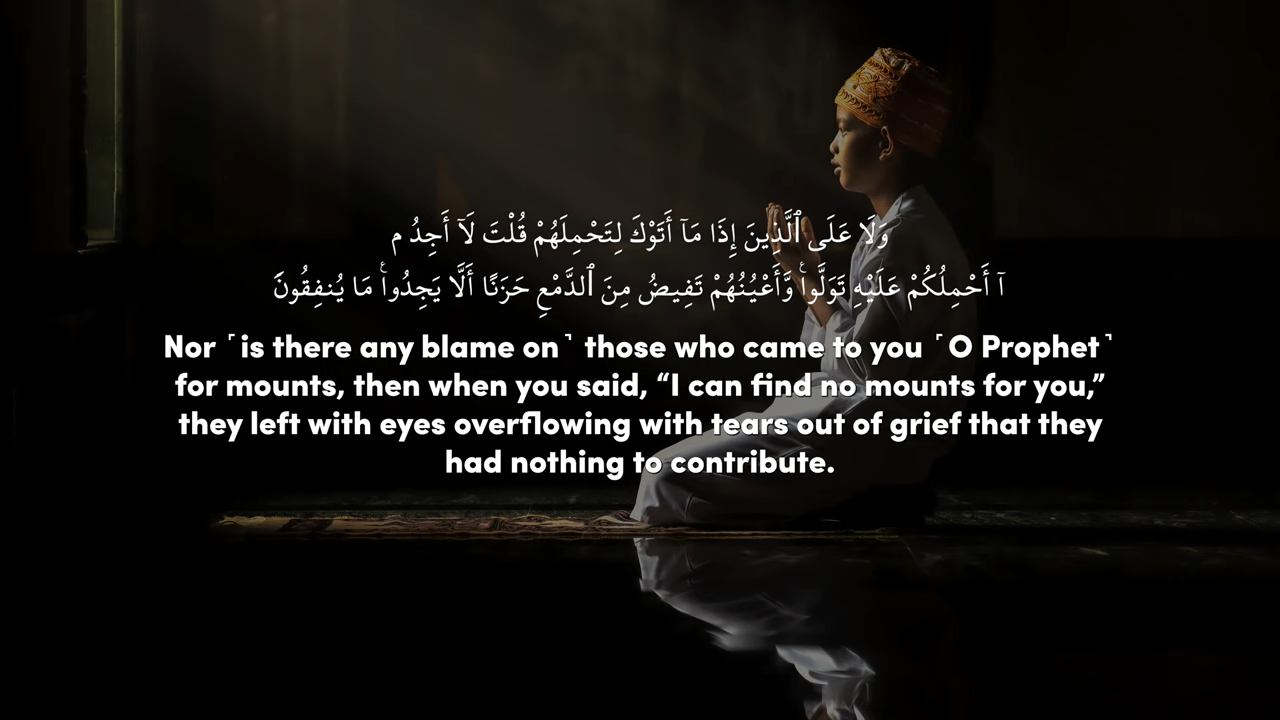 وَلَا عَلَى ٱلَّذِينَ إِذَا مَآ أَتَوْكَ لِتَحْمِلَهُمْ قُلْتَ لَآ أَجِدُ م
آ أَحْمِلُكُمْ عَلَيْهِ تَوَلَّوا۟ وَّأَعْيُنُهُمْ تَفِيضُ مِنَ ٱلدَّمْعِ حَزَنًا أَلَّا يَجِدُوا۟ مَا يُنفِقُونَ
Nor ˹is there any blame on˺ those who came to you ˹O Prophet˺
for mounts, then when you said, “I can find no mounts for you,”
they left with eyes overflowing with tears out of grief that they
had nothing to contribute.